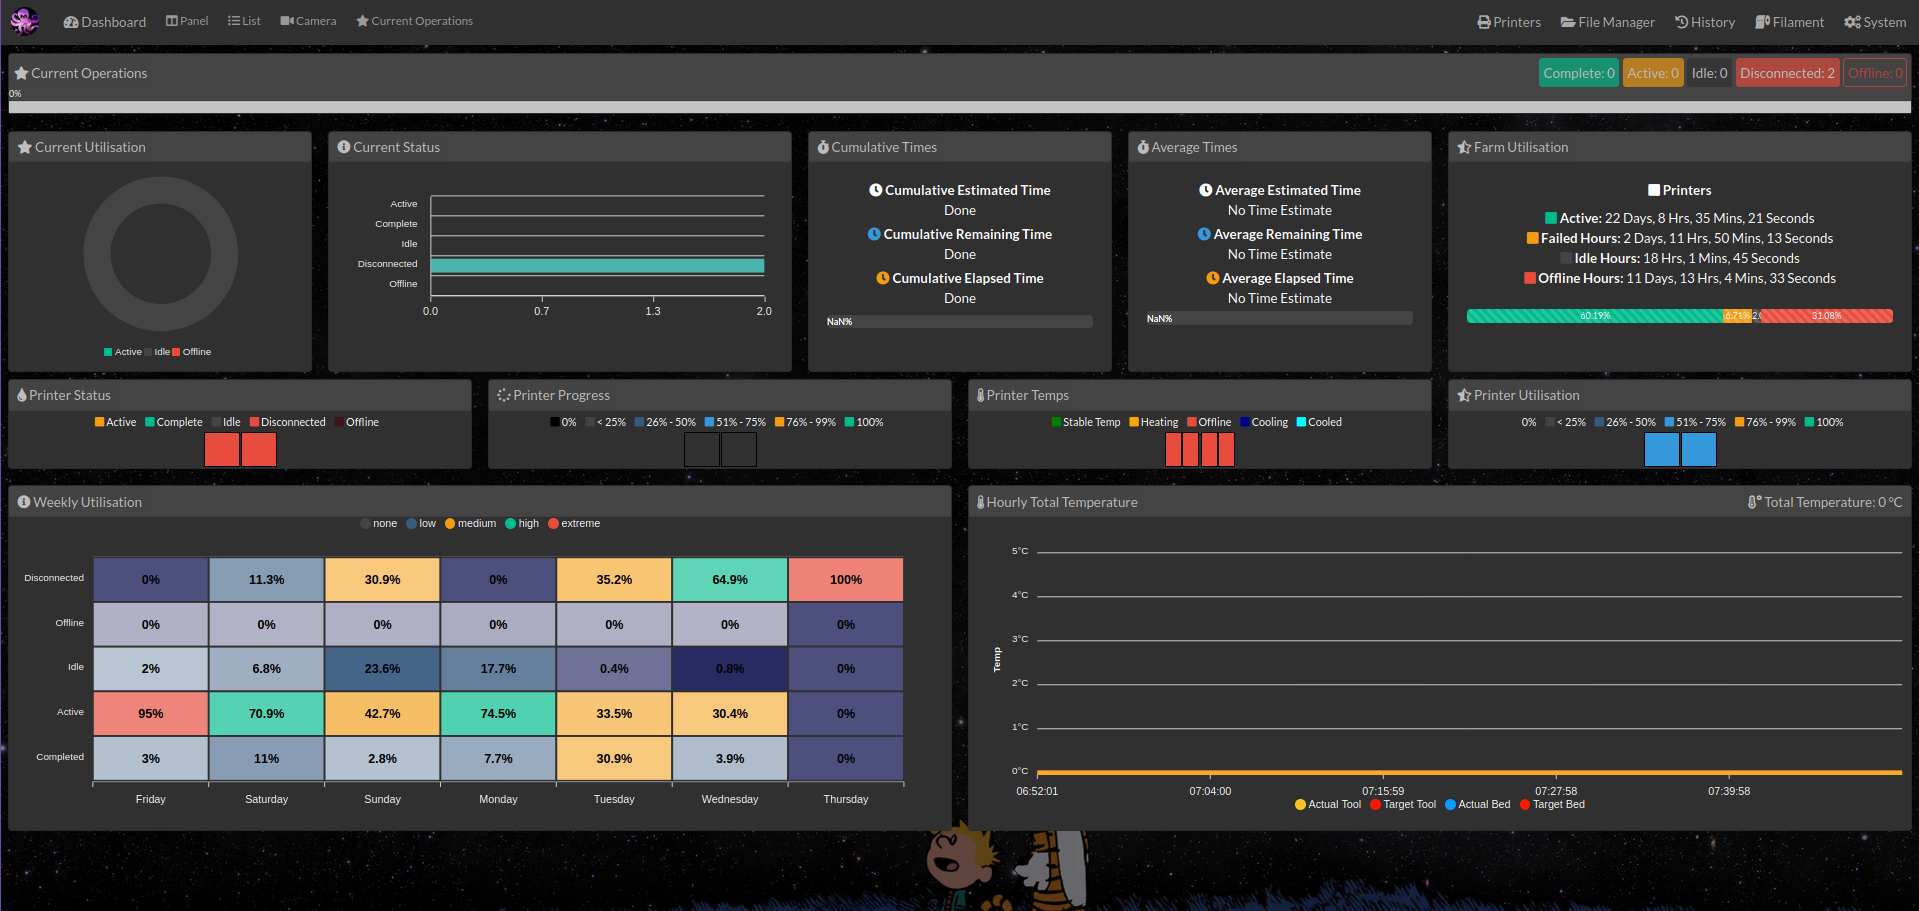 Dashboard Panel List Camera Current Operations Printers File Manager History Filament System
Current Operations Complete: 0 Active: 0 Idle: 0 Disconnected: 2 Offline: 0
0%
Current Utilisation
Active Idle Offline
Current Status
Active
Complete
Idle
Disconnected
Offline
0.0 0.7 1.3 2.0
Cumulative Times
Cumulative Estimated Time
Done
Cumulative Remaining Time
Done
Cumulative Elapsed Time
Done
NaN%
Average Times
Average Estimated Time
No Time Estimate
Average Remaining Time
No Time Estimate
Average Elapsed Time
No Time Estimate
NaN%
Farm Utilisation
Printers
Active: 22 Days, 8 Hrs, 35 Mins, 21 Seconds
Failed Hours: 2 Days, 11 Hrs, 50 Mins, 13 Seconds
Idle Hours: 18 Hrs, 1 Mins, 45 Seconds
Offline Hours: 11 Days, 13 Hrs, 4 Mins, 33 Seconds
60.19% 6.71% 31.08%
Printer Status
Active Complete Idle Disconnected Offline
Printer Progress
0% < 25% 26% - 50% 51% - 75% 76% - 99% 100%
Printer Temps
Stable Temp Heating Offline Cooling Cooled
Printer Utilisation
0% < 25% 26% - 50% 51% - 75% 76% - 99% 100%
Weekly Utilisation
none low medium high extreme
Disconnected 0% 11.3% 30.9% 0% 35.2% 64.9% 100%
Offline 0% 0% 0% 0% 0% 0% 0%
Idle 2% 6.8% 23.6% 17.7% 0.4% 0.8% 0%
Active 95% 70.9% 42.7% 74.5% 33.5% 30.4% 0%
Completed 3% 11% 2.8% 7.7% 30.9% 3.9% 0%
Friday Saturday Sunday Monday Tuesday Wednesday Thursday
Hourly Total Temperature Total Temperature: 0 °C
5°C
4°C
3°C
Temp
2°C
1°C
0°C
06:52:01 07:04:00 07:15:59 07:27:58 07:39:58
Actual Tool Target Tool Actual Bed Target Bed